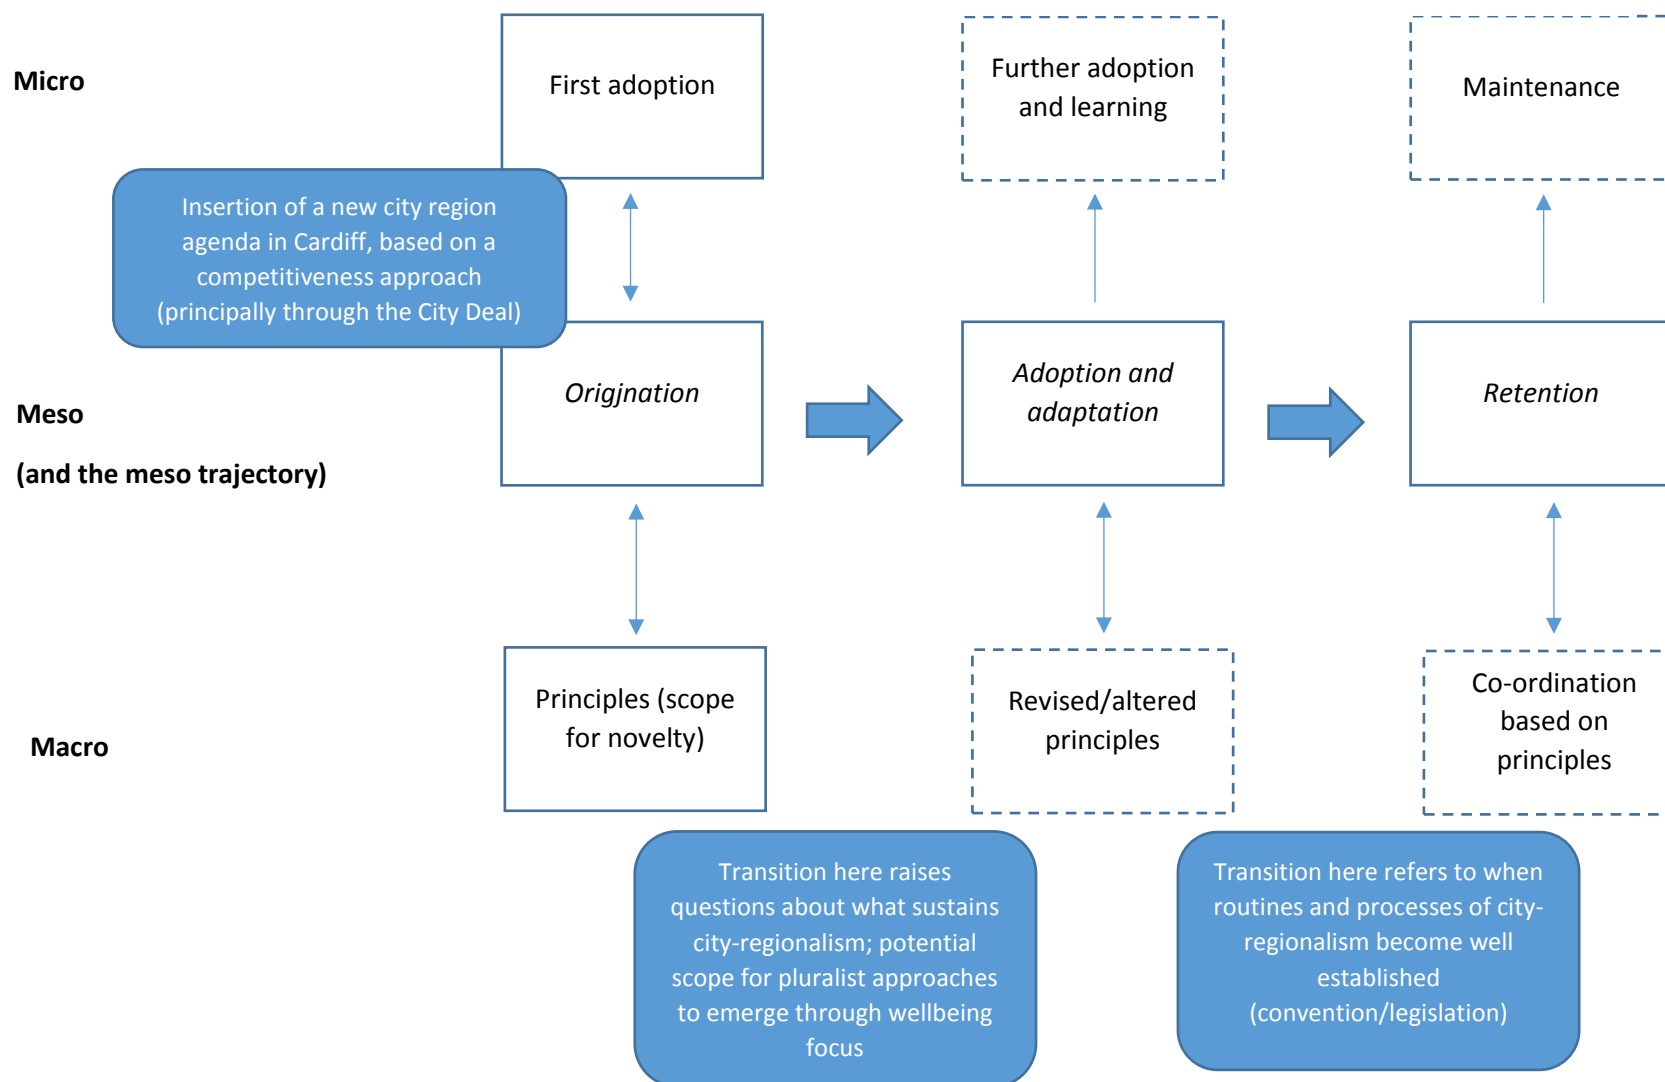 Micro
First adoption
Further adoption
and learning
Maintenance
Insertion of a new city region
agenda in Cardiff, based on a
competitiveness approach
(principally through the City Deal)
Meso
(and the meso trajectory)
Origjnation
Adoption and
adaptation
Retention
Macro
Principles (scope
for novelty)
Revised/altered
principles
Co-ordination
based on
principles
Transition here raises
questions about what sustains
city-regionalism; potential
scope for pluralist approaches
to emerge through wellbeing
focus
Transition here refers to when
routines and processes of city-
regionalism become well
established
(convention/legislation)